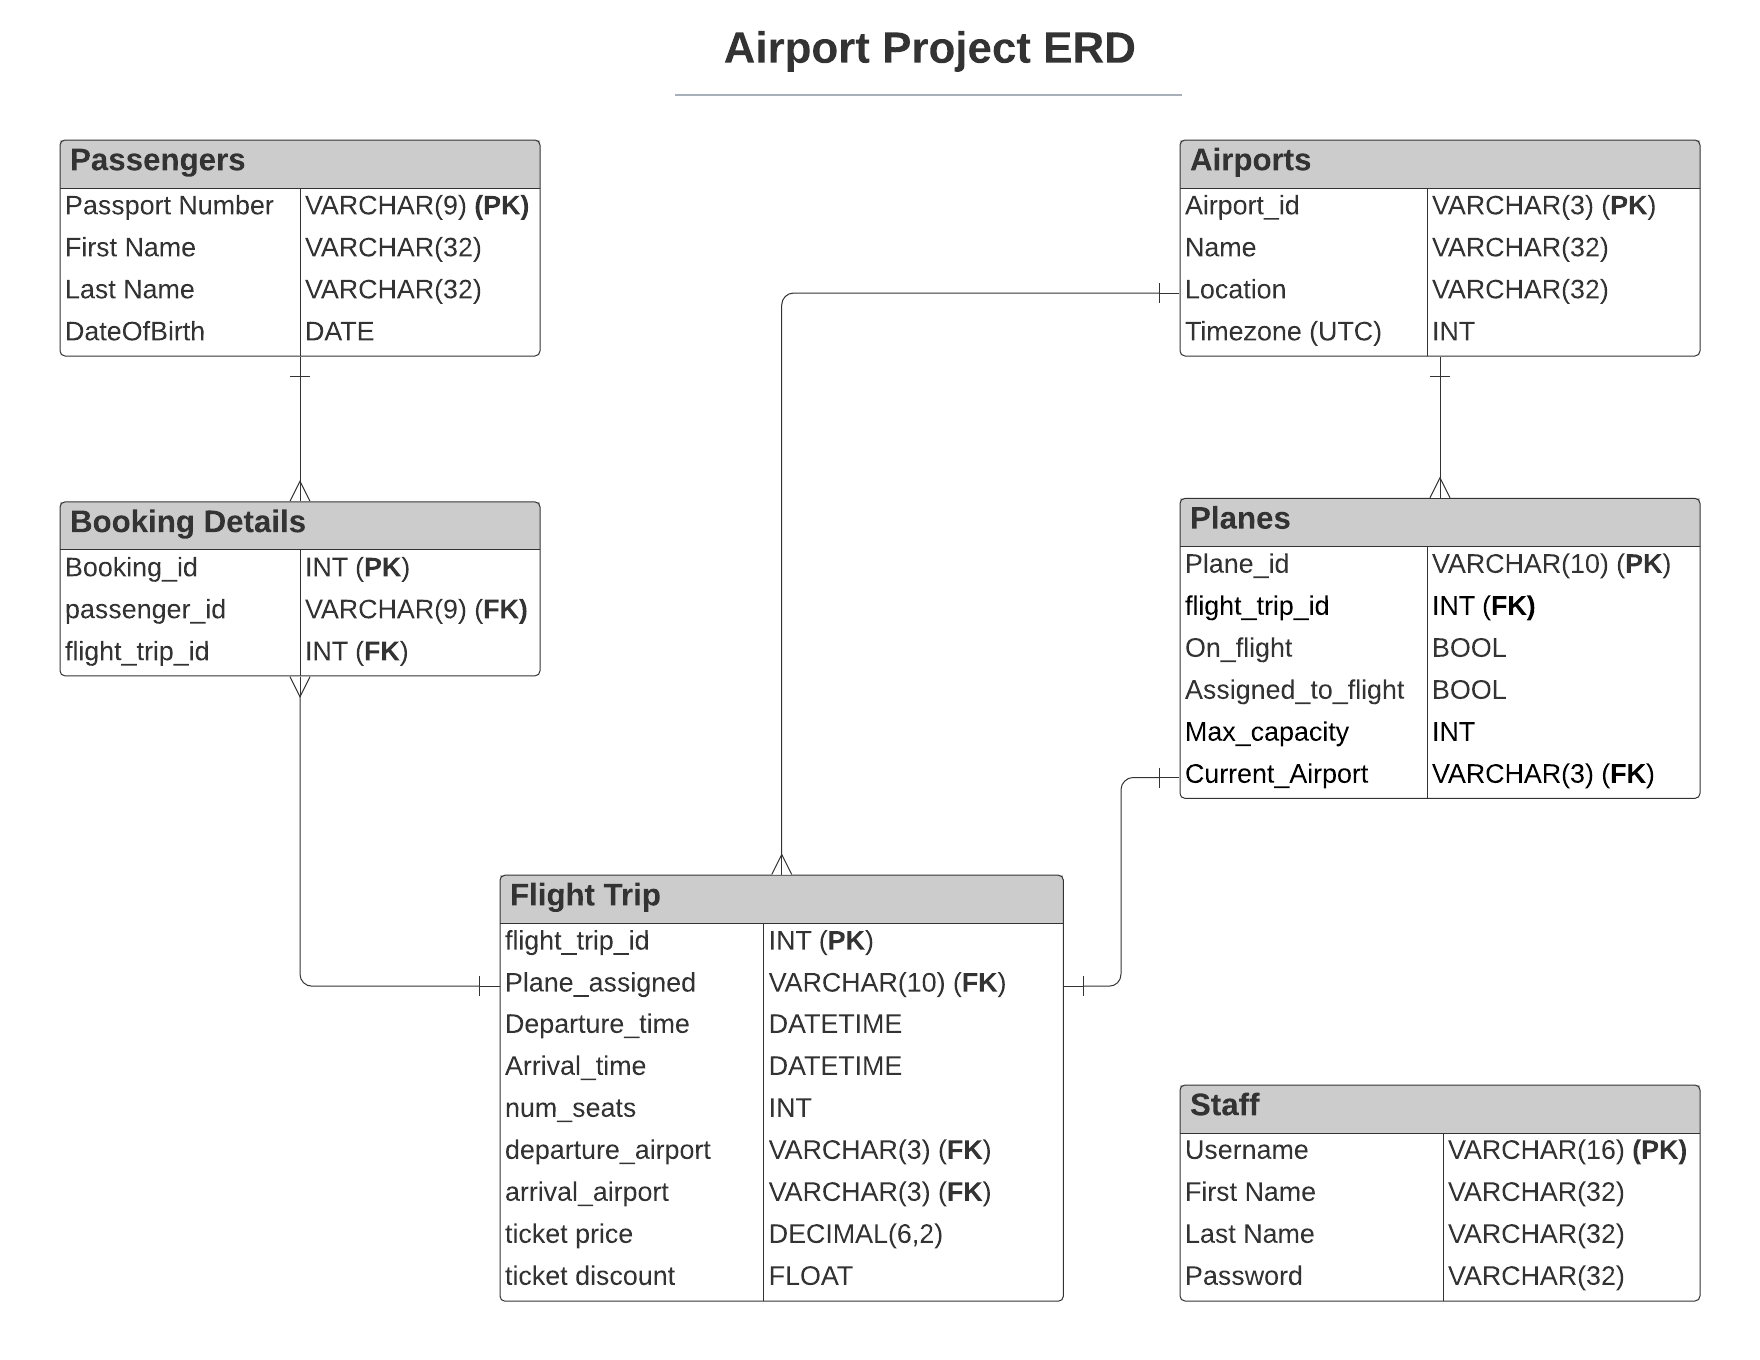 Airport Project ERD
Passengers
Passport Number VARCHAR(9) (PK)
First Name VARCHAR(32)
Last Name VARCHAR(32)
DateOfBirth DATE
Airports
Airport_id VARCHAR(3) (PK)
Name VARCHAR(32)
Location VARCHAR(32)
Timezone (UTC) INT
Booking Details
Booking_id INT (PK)
passenger_id VARCHAR(9) (FK)
flight_trip_id INT (FK)
Planes
Plane_id VARCHAR(10) (PK)
flight_trip_id INT (FK)
On_flight BOOL
Assigned_to_flight BOOL
Max_capacity INT
Current_Airport VARCHAR(3) (FK)
Flight Trip
flight_trip_id INT (PK)
Plane_assigned VARCHAR(10) (FK)
Departure_time DATETIME
Arrival_time DATETIME
num_seats INT
departure_airport VARCHAR(3) (FK)
arrival_airport VARCHAR(3) (FK)
ticket price DECIMAL(6,2)
ticket discount FLOAT
Staff
Username VARCHAR(16) (PK)
First Name VARCHAR(32)
Last Name VARCHAR(32)
Password VARCHAR(32)